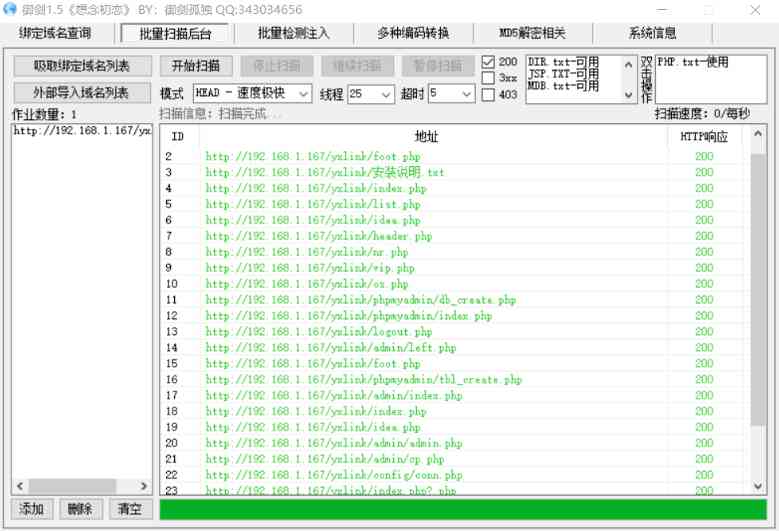 御剑1.5《想念初恋》 BY：御剑孤独 QQ:343034656
绑定域名查询 批量扫描后台 批量检测注入 多种编码转换 MD5解密相关 系统信息
吸取绑定域名列表 开始扫描 停止扫描 继续扫描 暂停扫描 200 DIR.txt-可用 双击操作 PHP.txt-使用
3xx JSP.TXT-可用
外部导入域名列表 模式 HEAD - 速度极快 线程 25 超时 5 403 MDB.txt-可用
作业数量: 1 扫描信息: 扫描完成... 扫描速度: 0/每秒
http://192.168.1.167/yx
ID 地址 HTTP响应
2 http://192.168.1.167/yxlink/foot.php 200
3 http://192.168.1.167/yxlink/安装说明.txt 200
4 http://192.168.1.167/yxlink/index.php 200
5 http://192.168.1.167/yxlink/list.php 200
6 http://192.168.1.167/yxlink/idea.php 200
7 http://192.168.1.167/yxlink/header.php 200
8 http://192.168.1.167/yxlink/nr.php 200
9 http://192.168.1.167/yxlink/vip.php 200
10 http://192.168.1.167/yxlink/ox.php 200
11 http://192.168.1.167/yxlink/phpmyadmin/db_create.php 200
12 http://192.168.1.167/yxlink/phpmyadmin/index.php 200
13 http://192.168.1.167/yxlink/logout.php 200
14 http://192.168.1.167/yxlink/admin/left.php 200
15 http://192.168.1.167/yxlink/foot.php 200
16 http://192.168.1.167/yxlink/phpmyadmin/tbl_create.php 200
17 http://192.168.1.167/yxlink/admin/index.php 200
18 http://192.168.1.167/yxlink/index.php 200
19 http://192.168.1.167/yxlink/idea.php 200
20 http://192.168.1.167/yxlink/admin/admin.php 200
21 http://192.168.1.167/yxlink/admin/cp.php 200
22 http://192.168.1.167/yxlink/config/conn.php 200
23 http://192.168.1.167/yxlink/index.php?.php 200
添加 删除 清空